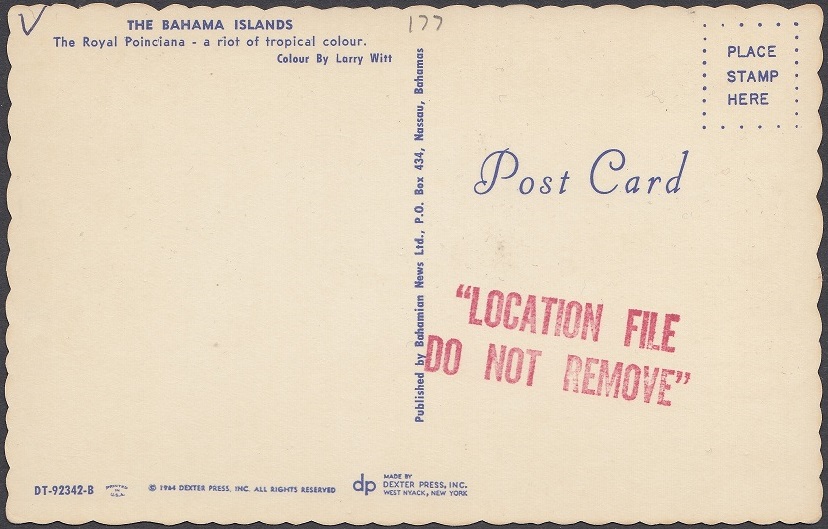 V
177
THE BAHAMA ISLANDS
The Royal Poinciana - a riot of tropical colour.
Colour By Larry Witt
Published by Bahamian News Ltd., P.O. Box 434, Nassau, Bahamas
PLACE
STAMP
HERE
Post Card
"LOCATION FILE
DO NOT REMOVE"
DT-92342-B
PRINTED
IN
U.S.A.
© 1964 DEXTER PRESS, INC. ALL RIGHTS RESERVED
dp
MADE BY
DEXTER PRESS, INC.
WEST NYACK, NEW YORK